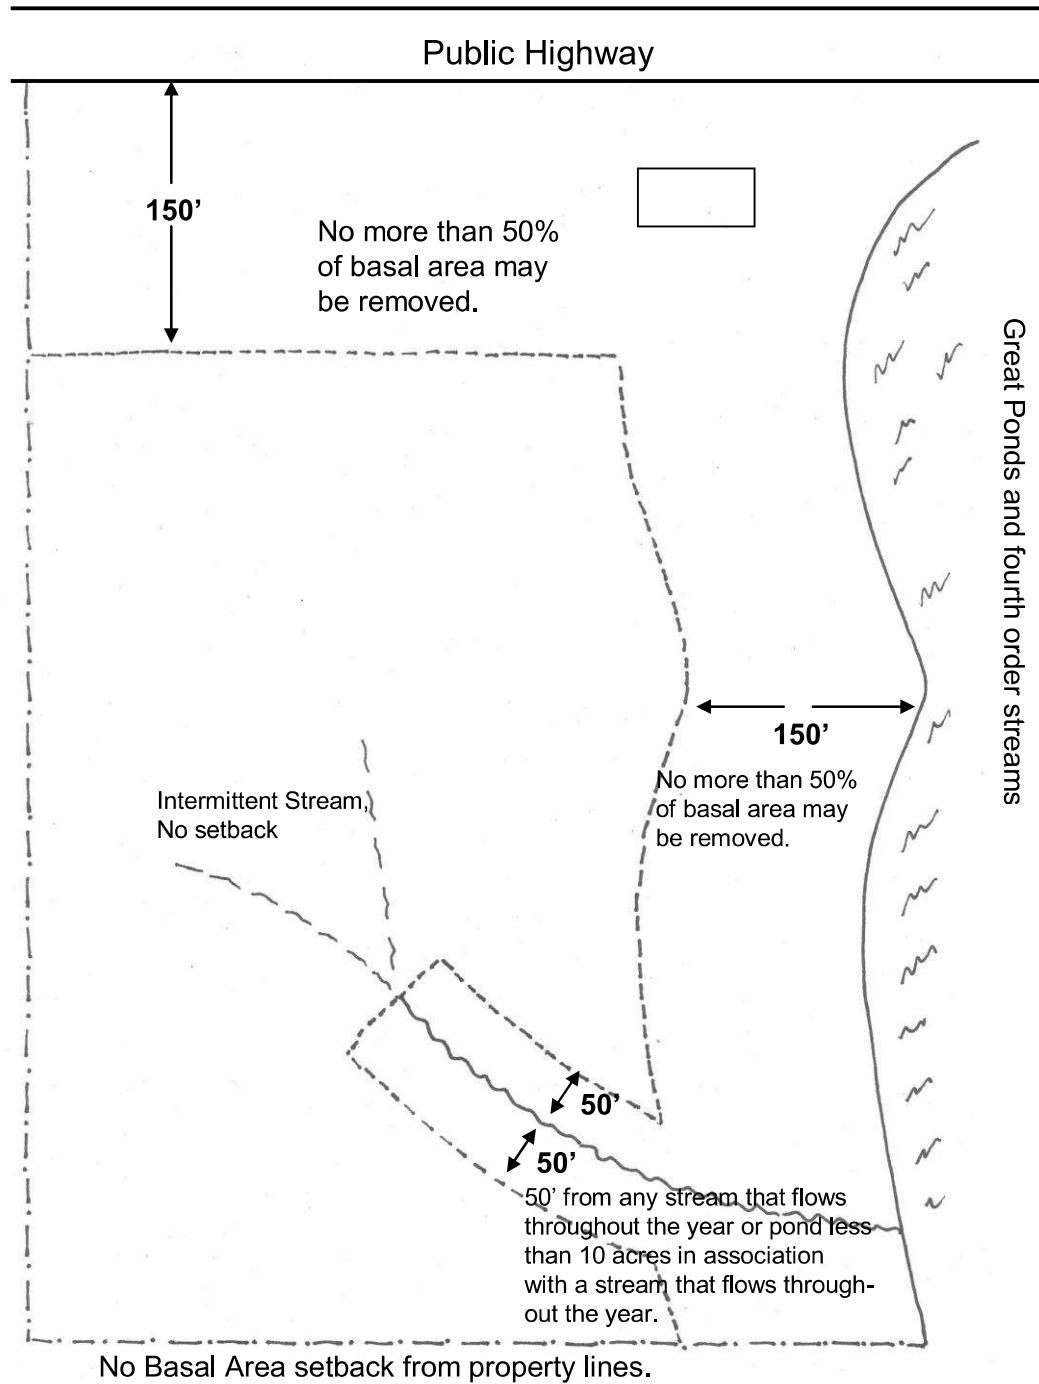 Public Highway
150’
No more than 50%
of basal area may
be removed.
Great Ponds and fourth order streams
150’
No more than 50%
of basal area may
be removed.
Intermittent Stream,
No setback
50’
50’
50’ from any stream that flows
throughout the year or pond less
than 10 acres in association
with a stream that flows through-
out the year.
No Basal Area setback from property lines.